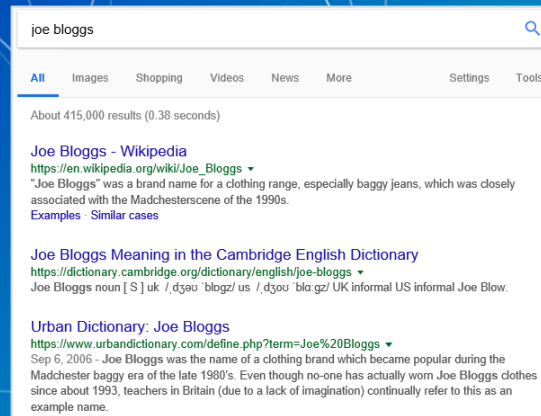 joe bloggs
All Images Shopping Videos News More Settings Tools
About 415,000 results (0.38 seconds)
Joe Bloggs - Wikipedia
https://en.wikipedia.org/wiki/Joe_Bloggs
"Joe Bloggs" was a brand name for a clothing range, especially baggy jeans, which was closely
associated with the Madchesterscene of the 1990s.
Examples · Similar cases
Joe Bloggs Meaning in the Cambridge English Dictionary
https://dictionary.cambridge.org/dictionary/english/joe-bloggs
Joe Bloggs noun [ S ] uk /ˌdʒəʊ ˈblɒɡz/ us /ˌdʒoʊ ˈblɑːɡz/ UK informal US informal Joe Blow.
Urban Dictionary: Joe Bloggs
https://www.urbandictionary.com/define.php?term=Joe%20Bloggs
Sep 6, 2006 - Joe Bloggs was the name of a clothing brand which became popular during the
Madchester baggy era of the late 1980's. Even though no-one has actually worn Joe Bloggs clothes
since about 1993, teachers in Britain (due to a lack of imagination) continually refer to this as an
example name.